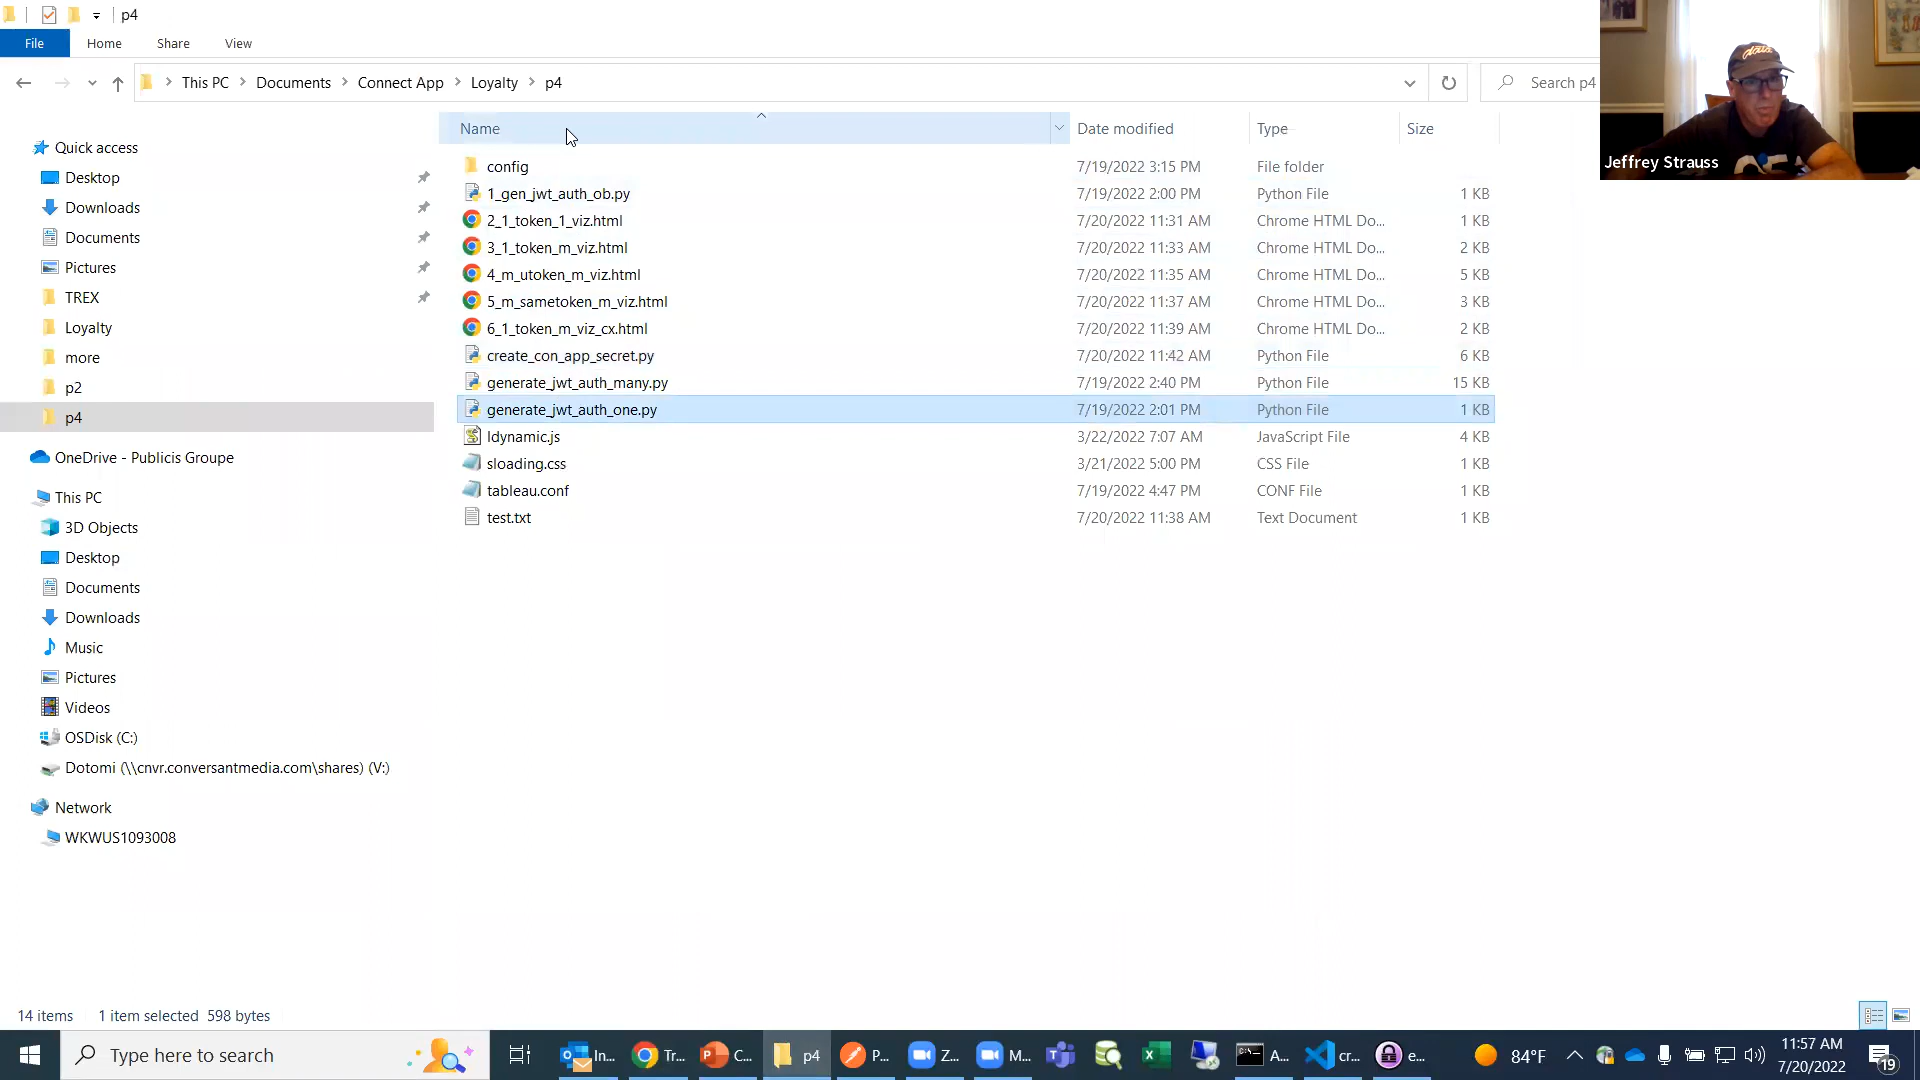 p4
File Home Share View
This PC Documents Connect App Loyalty p4
Search p4
Jeffrey Strauss
Name Date modified Type Size
Quick access
Desktop
Downloads
Documents
Pictures
TREX
Loyalty
more
p2
p4
OneDrive - Publicis Groupe
This PC
3D Objects
Desktop
Documents
Downloads
Music
Pictures
Videos
OSDisk (C:)
Dotomi (\\cnvr.conversantmedia.com\shares) (V:)
Network
WKWUS1093008
config 7/19/2022 3:15 PM File folder
1_gen_jwt_auth_ob.py 7/19/2022 2:00 PM Python File 1 KB
2_1_token_1_viz.html 7/20/2022 11:31 AM Chrome HTML Do... 1 KB
3_1_token_m_viz.html 7/20/2022 11:33 AM Chrome HTML Do... 2 KB
4_m_utoken_m_viz.html 7/20/2022 11:35 AM Chrome HTML Do... 5 KB
5_m_sametoken_m_viz.html 7/20/2022 11:37 AM Chrome HTML Do... 3 KB
6_1_token_m_viz_cx.html 7/20/2022 11:39 AM Chrome HTML Do... 2 KB
create_con_app_secret.py 7/20/2022 11:42 AM Python File 6 KB
generate_jwt_auth_many.py 7/19/2022 2:40 PM Python File 15 KB
generate_jwt_auth_one.py 7/19/2022 2:01 PM Python File 1 KB
ldynamic.js 3/22/2022 7:07 AM JavaScript File 4 KB
sloading.css 3/21/2022 5:00 PM CSS File 1 KB
tableau.conf 7/19/2022 4:47 PM CONF File 1 KB
test.txt 7/20/2022 11:38 AM Text Document 1 KB
14 items 1 item selected 598 bytes
Type here to search In... Tr... C... p4 P... Z... M... A... cr... e... 84°F 11:57 AM
7/20/2022 19